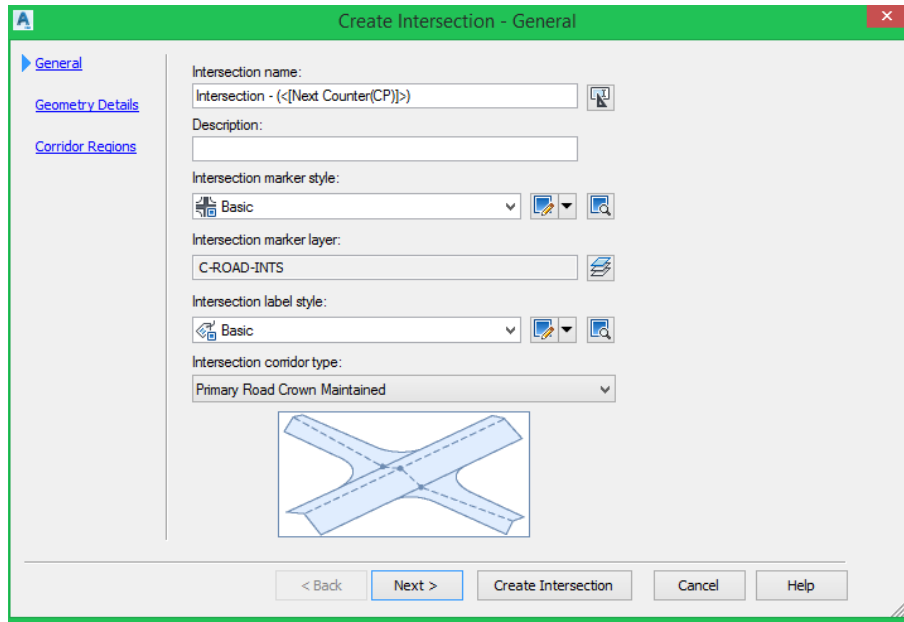 Create Intersection - General
General
Geometry Details
Corridor Regions
Intersection name:
Intersection - (<[Next Counter(CP)]>)
Description:
Intersection marker style:
Basic
Intersection marker layer:
C-ROAD-INTS
Intersection label style:
Basic
Intersection corridor type:
Primary Road Crown Maintained
< Back
Next >
Create Intersection
Cancel
Help